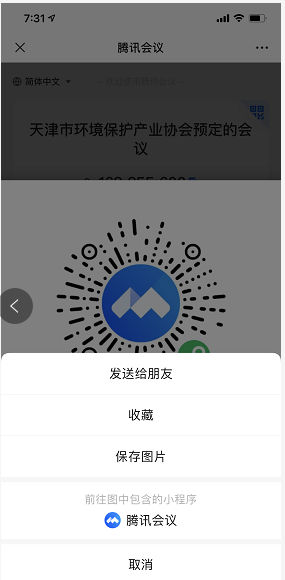 7:31
腾讯会议
简体中文
天津市环境保护产业协会预定的会
议
发送给朋友
收藏
保存图片
前往图中包含的小程序
腾讯会议
取消